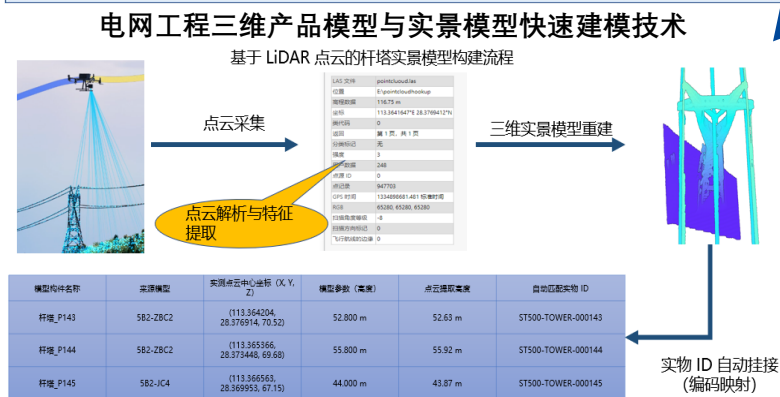 电网工程三维产品模型与实景模型快速建模技术
基于 LiDAR 点云的杆塔实景模型构建流程
点云采集
点云解析与特征
提取
LAS 文件 pointcluoud.las
位置 E\pointcloudhookup
高程数据 116.73 m
坐标 113.3641647°E 28.3769412°N
类代码 0
返回 第 1 页，共 1 页
分类标记 无
强度 3
用户数据 248
点源 ID 0
点记录 947703
GPS 时间 1334898681.481 标准时间
RGB 65280, 65280, 65280
扫描角度等级 -8
扫描方向标记 0
飞行航线的边缘 0
三维实景模型重建
实物 ID 自动挂接
(编码映射)
模型构件名称 来源模型 实测点云中心坐标（X, Y, 模型参数（高度） 点云提取高度 自动匹配实物 ID
Z）
杆塔_P143 5B2-ZBC2 (113.364204, 52.800 m 52.63 m ST500-TOWER-000143
28.376914, 70.52)
杆塔_P144 5B2-ZBC2 (113.365366, 55.800 m 55.92 m ST500-TOWER-000144
28.373448, 69.68)
杆塔_P145 5B2-JC4 (113.366563, 44.000 m 43.87 m ST500-TOWER-000145
28.369953, 67.15)